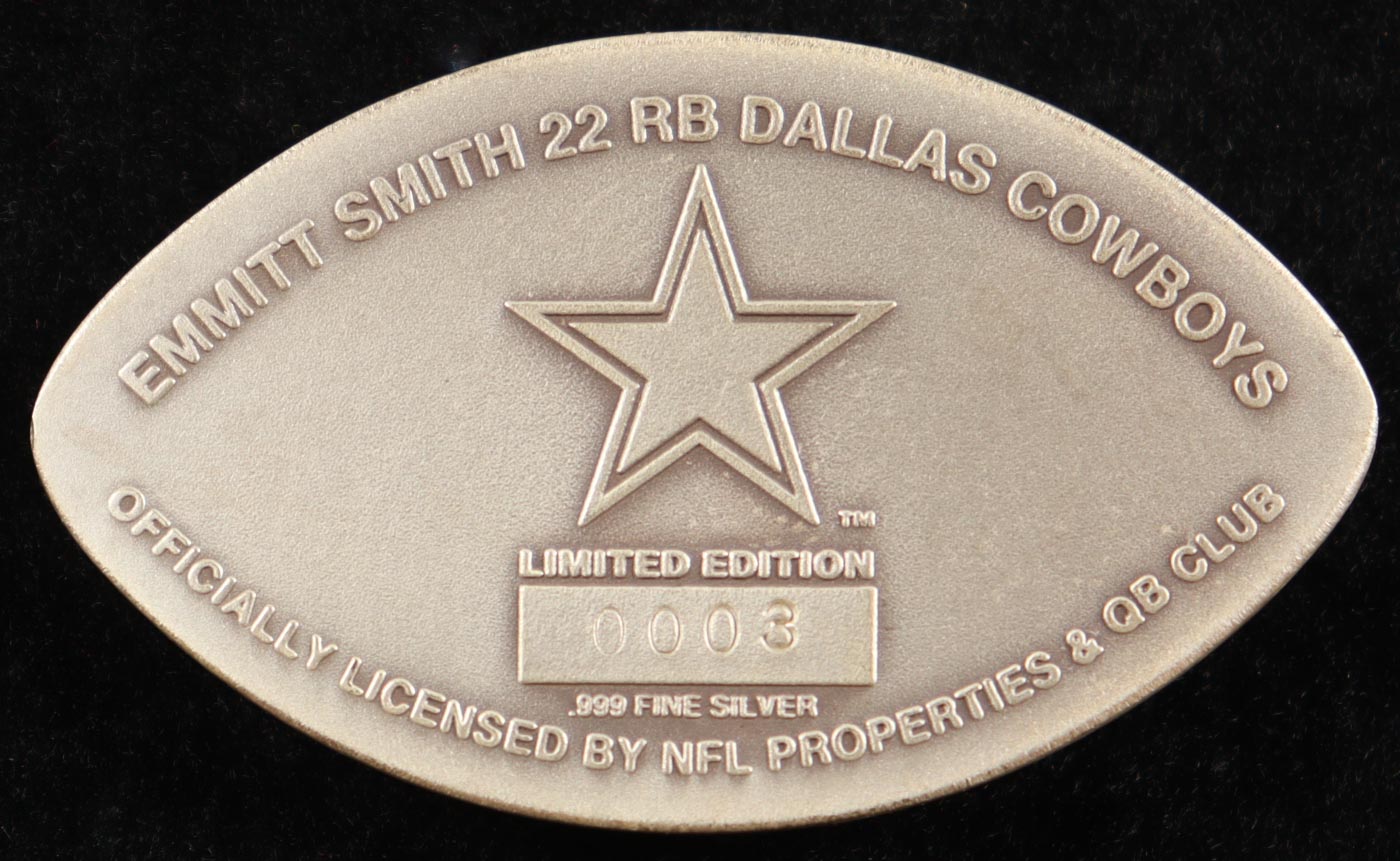 EMMITT SMITH 22 RB DALLAS COWBOYS
TM
LIMITED EDITION
0003
.999 FINE SILVER
OFFICIALLY LICENSED BY NFL PROPERTIES & QB CLUB